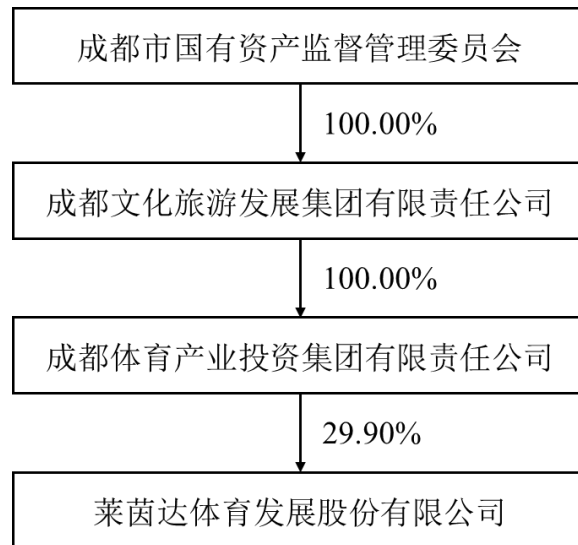 成都市国有资产监督管理委员会
100.00%
成都文化旅游发展集团有限责任公司
100.00%
成都体育产业投资集团有限责任公司
29.90%
莱茵达体育发展股份有限公司